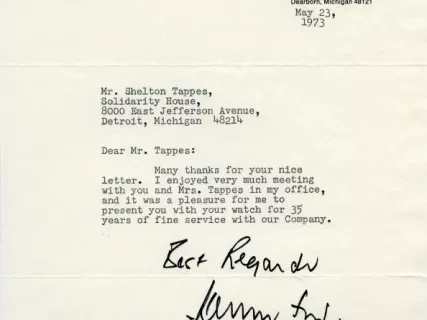 Dearborn, Michigan 48121
May 23,
1973
Mr. Shelton Tappes,
Solidarity House,
8000 East Jefferson Avenue,
Detroit, Michigan 48214
Dear Mr. Tappes:
Many thanks for your nice
letter. I enjoyed very much meeting
with you and Mrs. Tappes in my office,
and it was a pleasure for me to
present you with your watch for 35
years of fine service with our Company.
Best Regards